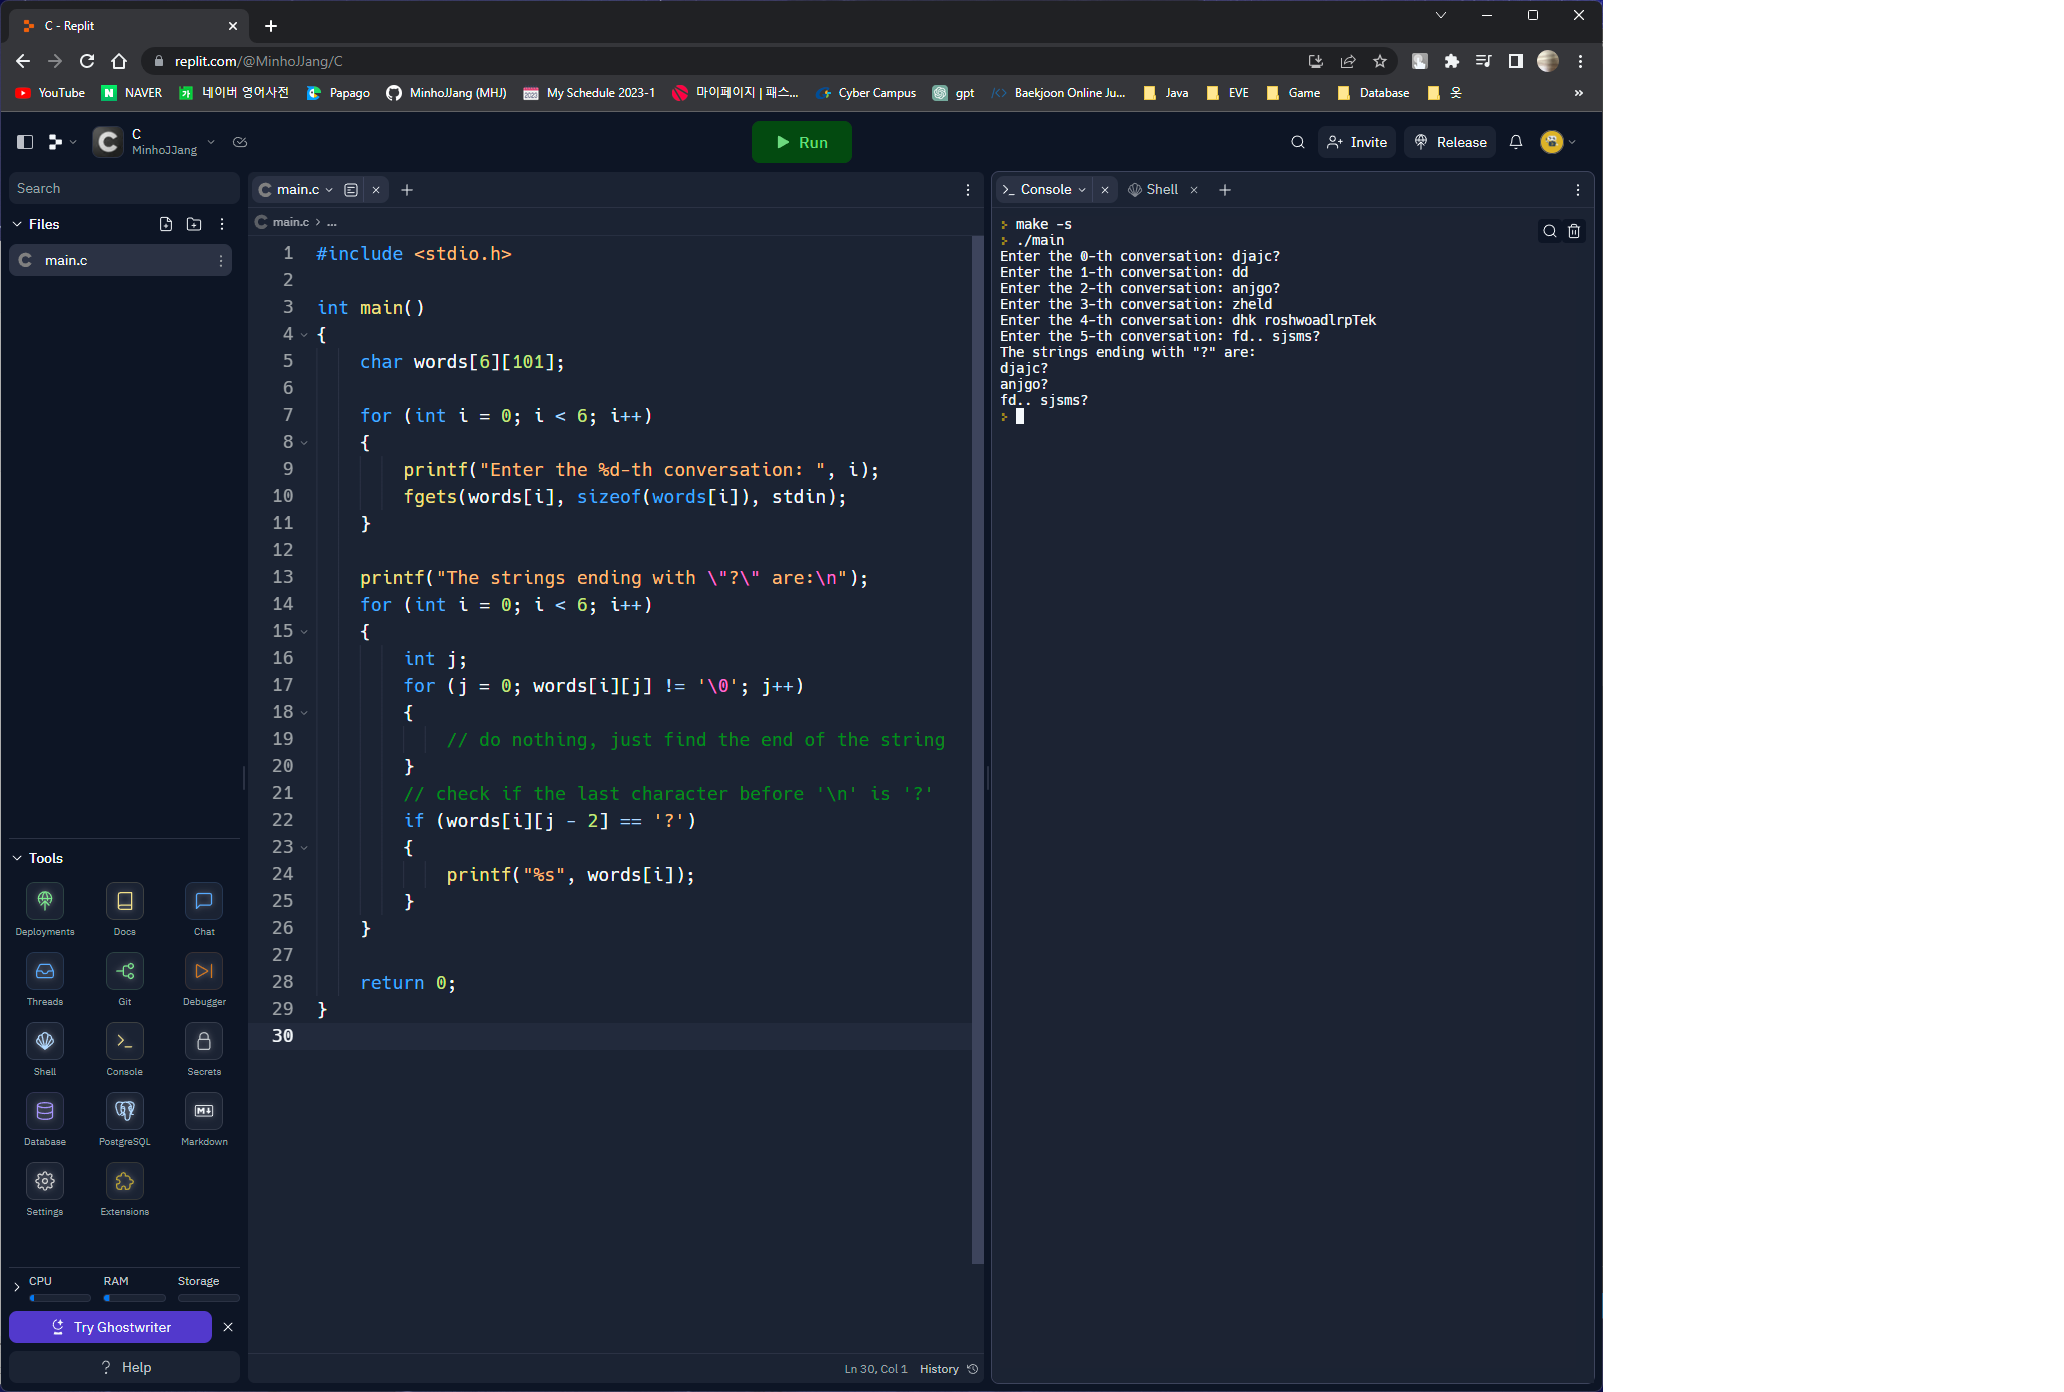 C - Replit
replit.com/@MinhoJJang/C
YouTube NAVER 네이버 영어사전 Papago MinhoJJang (MHJ) My Schedule 2023-1 마이페이지 | 패스... Cyber Campus gpt Baekjoon Online Ju... Java EVE Game Database 옷 »
C
MinhoJJang
Run
Invite
Release
Search
Files
main.c
main.c
main.c > ...
1 #include <stdio.h>
2
3 int main()
4 {
5     char words[6][101];
6
7     for (int i = 0; i < 6; i++)
8     {
9         printf("Enter the %d-th conversation: ", i);
10         fgets(words[i], sizeof(words[i]), stdin);
11     }
12
13     printf("The strings ending with \"?\" are:\n");
14     for (int i = 0; i < 6; i++)
15     {
16         int j;
17         for (j = 0; words[i][j] != '\0'; j++)
18         {
19             // do nothing, just find the end of the string
20         }
21         // check if the last character before '\n' is '?'
22         if (words[i][j - 2] == '?')
23         {
24             printf("%s", words[i]);
25         }
26     }
27
28     return 0;
29 }
30
Ln 30, Col 1 History
>_ Console Shell
make -s
./main
Enter the 0-th conversation: djajc?
Enter the 1-th conversation: dd
Enter the 2-th conversation: anjgo?
Enter the 3-th conversation: zheld
Enter the 4-th conversation: dhk roshwoadlrpTek
Enter the 5-th conversation: fd.. sjsms?
The strings ending with "?" are:
djajc?
anjgo?
fd.. sjsms?
Tools
Deployments Docs Chat
Threads Git Debugger
Shell Console Secrets
Database PostgreSQL Markdown
Settings Extensions
CPU RAM Storage
Try Ghostwriter
? Help